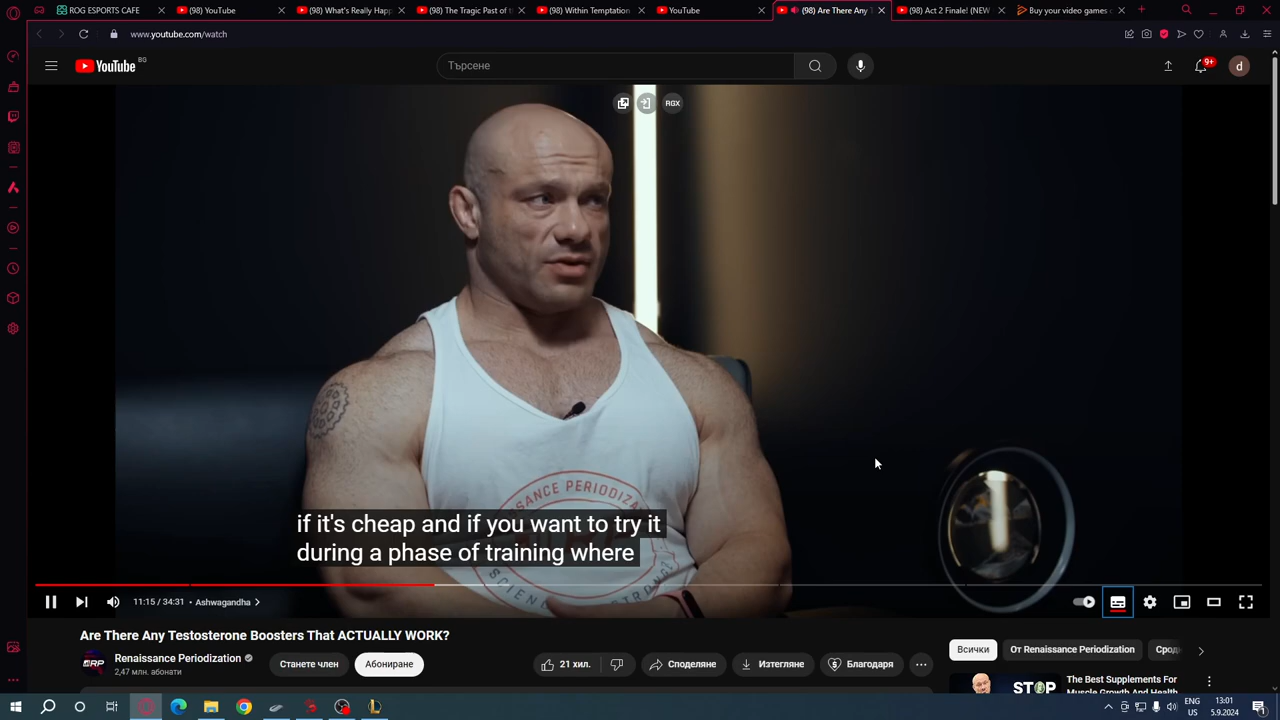 ROG ESPORTS CAFE
(98) YouTube
(98) What's Really Happ
(98) The Tragic Past of t
(98) Within Temptation
YouTube
(98) Are There Any T
(98) Act 2 Finale! (NEW
Buy your video games c
www.youtube.com/watch
YouTube BG
Търсене
9+
d
RGX
RENAISSANCE PERIODIZA
if it's cheap and if you want to try it
during a phase of training where
11:15 / 34:31 • Ashwagandha
Are There Any Testosterone Boosters That ACTUALLY WORK?
RP
Renaissance Periodization
2,47 млн. абонати
Станете член
Абониране
21 хил.
Споделяне
Изтегляне
Благодаря
Всички
От Renaissance Periodization
Срод
STOP
The Best Supplements For
Muscle Growth And Health
ENG
US
13:01
5.9.2024
1